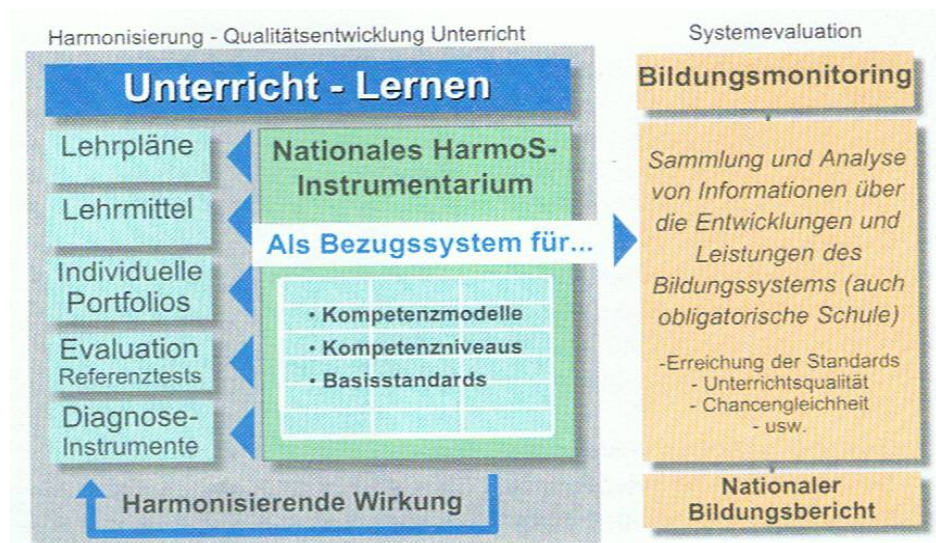 Harmonisierung - Qualitätsentwicklung Unterricht
Unterricht - Lernen
Lehrpläne
Lehrmittel
Individuelle
Portfolios
Evaluation
Referenztests
Diagnose-
Instrumente
Nationales HarmoS-
Instrumentarium
Als Bezugssystem für...
• Kompetenzmodelle
• Kompetenzniveaus
• Basisstandards
Harmonisierende Wirkung
Systemevaluation
Bildungsmonitoring
Sammlung und Analyse
von Informationen über
die Entwicklungen und
Leistungen des
Bildungssystems (auch
obligatorische Schule)
-Erreichung der Standards
- Unterrichtsqualität
- Chancengleichheit
- usw.
Nationaler
Bildungsbericht